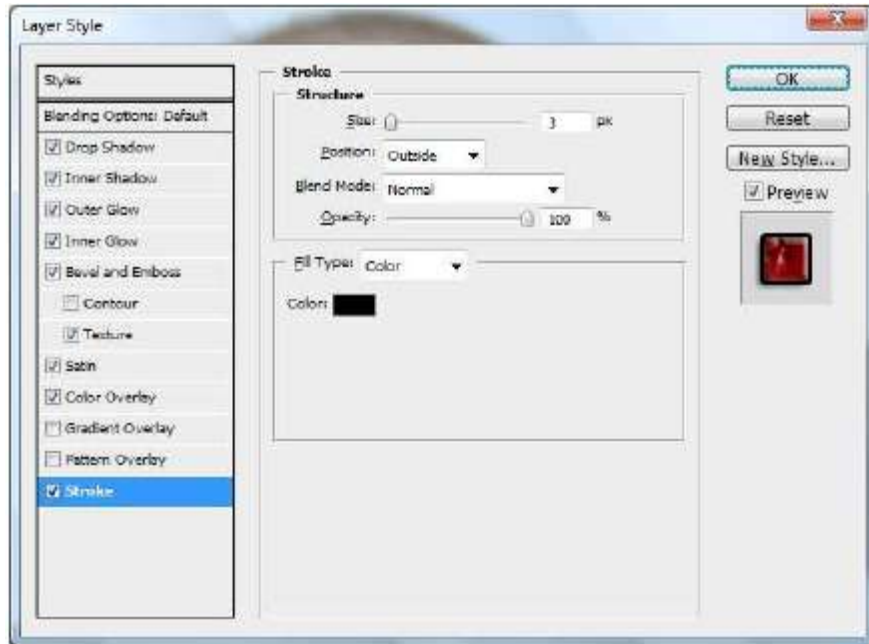 Layer Style
Styles
Blending Options: Default
Drop Shadow
Inner Shadow
Outer Glow
Inner Glow
Bevel and Emboss
Contour
Texture
Satin
Color Overlay
Gradient Overlay
Pattern Overlay
Stroke
Stroke
Structure
Size: 3 px
Position: Outside
Blend Mode: Normal
Opacity: 100 %
Fill Type: Color
Color:
OK
Reset
New Style...
Preview